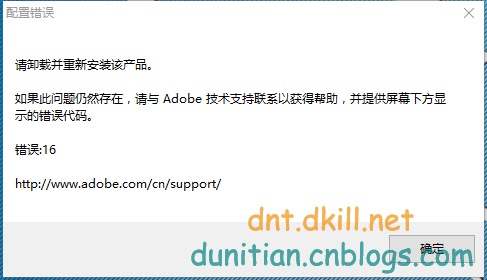 配置错误
请卸载并重新安装该产品。
如果此问题仍然存在，请与 Adobe 技术支持联系以获得帮助，并提供屏幕下方显
示的错误代码。
错误:16
http://www.adobe.com/cn/support/
dnt.dkill.net
确定
dunitian.cnblogs.com